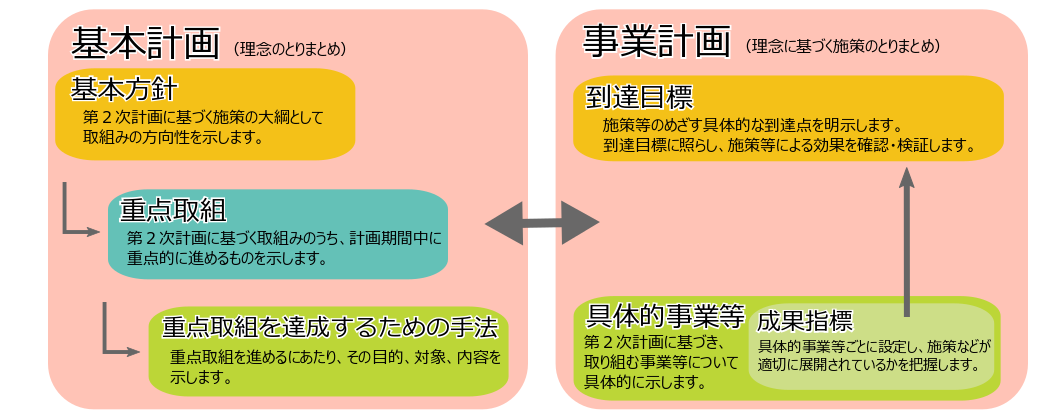 基本計画 （理念のとりまとめ）
基本方針
第２次計画に基づく施策の大綱として
取組みの方向性を示します。
重点取組
第２次計画に基づく取組みのうち、計画期間中に
重点的に進めるものを示します。
重点取組を達成するための手法
重点取組を進めるにあたり、その目的、対象、内容を
示します。
事業計画 （理念に基づく施策のとりまとめ）
到達目標
施策等のめざす具体的な到達点を明示します。
到達目標に照らし、施策等による効果を確認・検証します。
具体的事業等
第２次計画に基づき、
取り組む事業等について
具体的に示します。
成果指標
具体的事業等ごとに設定し、施策などが
適切に展開されているかを把握します。